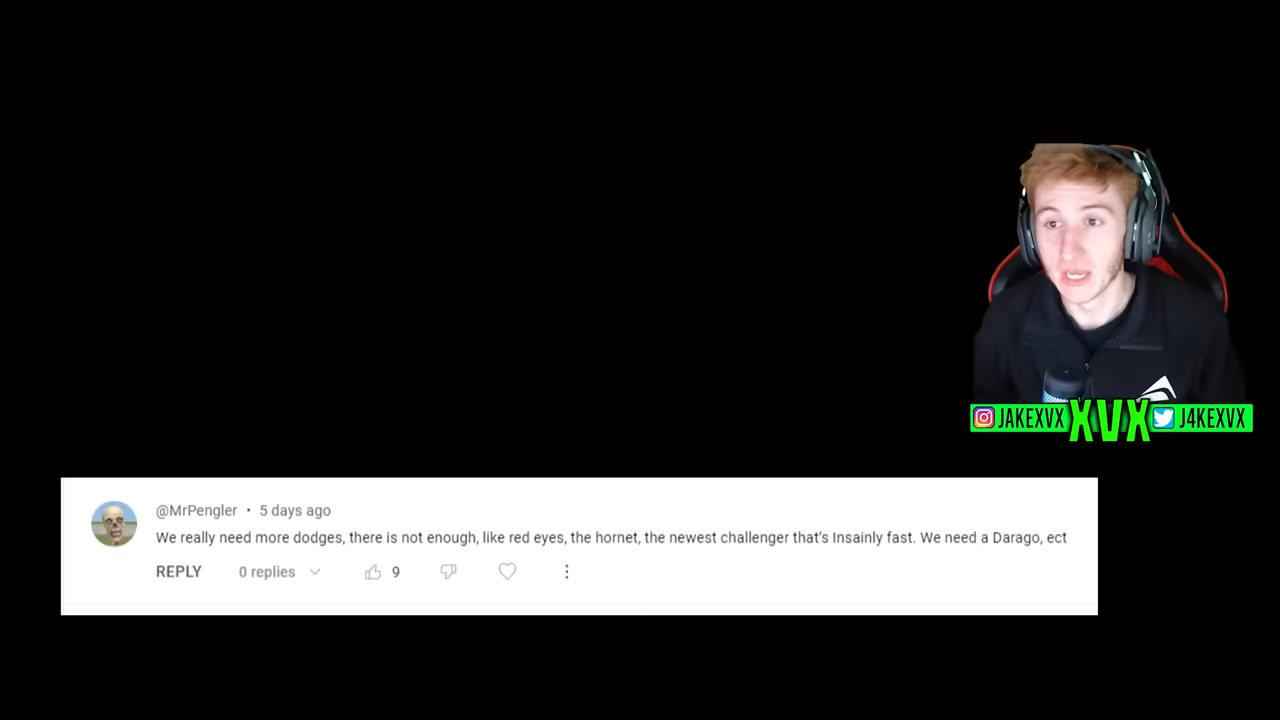 JAKEXVX XVX J4KEXVX
@MrPengler • 5 days ago
We really need more dodges, there is not enough, like red eyes, the hornet, the newest challenger that's Insainly fast. We need a Darago, ect
REPLY 0 replies 9